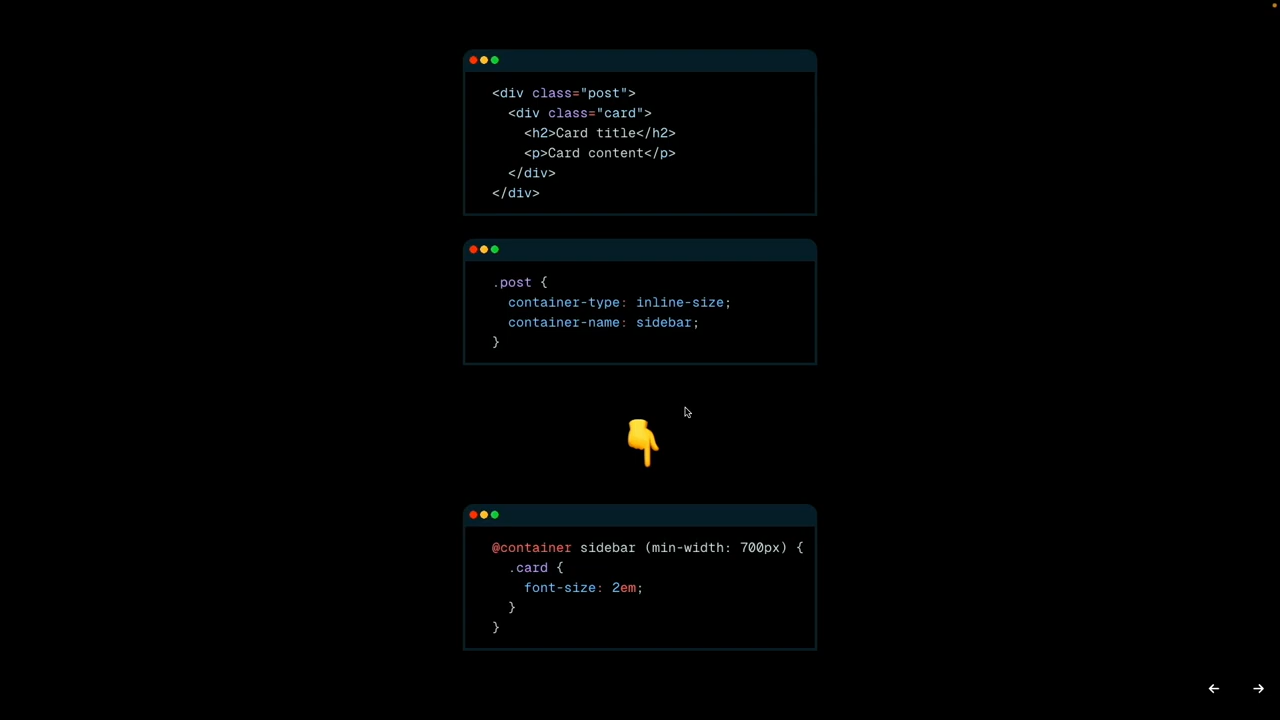 <div class="post">
  <div class="card">
    <h2>Card title</h2>
    <p>Card content</p>
  </div>
</div>
.post {
  container-type: inline-size;
  container-name: sidebar;
}
@container sidebar (min-width: 700px) {
  .card {
    font-size: 2em;
  }
}